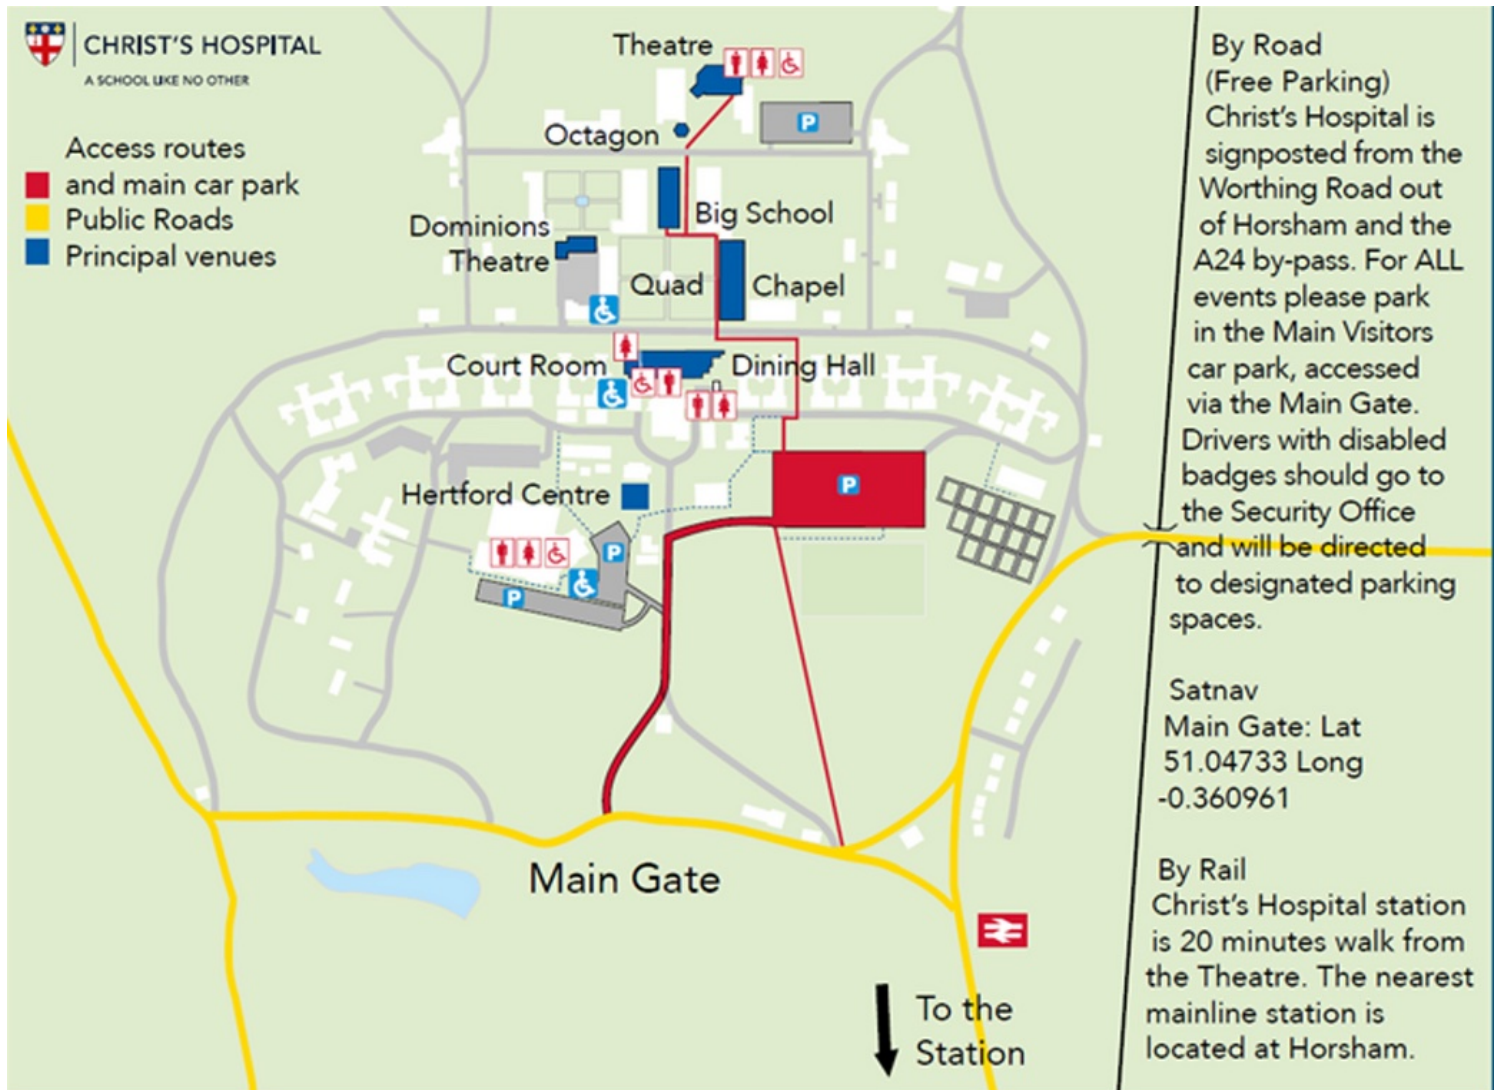 CHRIST'S HOSPITAL
A SCHOOL LIKE NO OTHER
Access routes
and main car park
Public Roads
Principal venues
Theatre
P
Octagon
Big School
Dominions
Theatre
Quad
Chapel
Court Room
Dining Hall
P
Hertford Centre
P
P
Main Gate
To the
Station
By Road
(Free Parking)
Christ's Hospital is
signposted from the
Worthing Road out
of Horsham and the
A24 by-pass. For ALL
events please park
in the Main Visitors
car park, accessed
via the Main Gate.
Drivers with disabled
badges should go to
the Security Office
and will be directed
to designated parking
spaces.
Satnav
Main Gate: Lat
51.04733 Long
-0.360961
By Rail
Christ's Hospital station
is 20 minutes walk from
the Theatre. The nearest
mainline station is
located at Horsham.